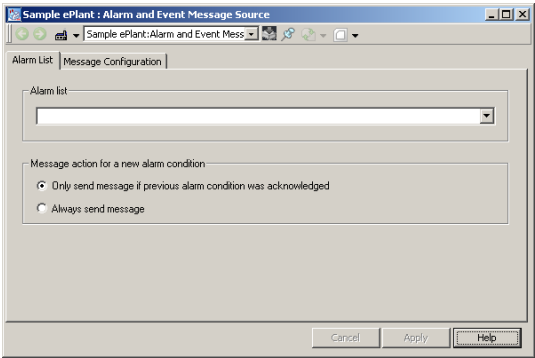 Sample ePlant : Alarm and Event Message Source
Sample ePlant:Alarm and Event Mess
Alarm List Message Configuration
Alarm list
Message action for a new alarm condition
Only send message if previous alarm condition was acknowledged
Always send message
Cancel Apply Help